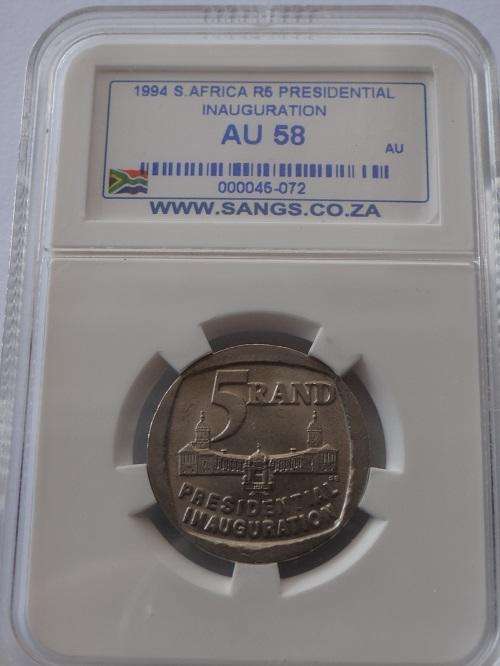 1994 S.AFRICA R5 PRESIDENTIAL
INAUGURATION
AU 58
AU
000046-072
WWW.SANGS.CO.ZA
5 RAND
PRESIDENTIAL
INAUGURATION